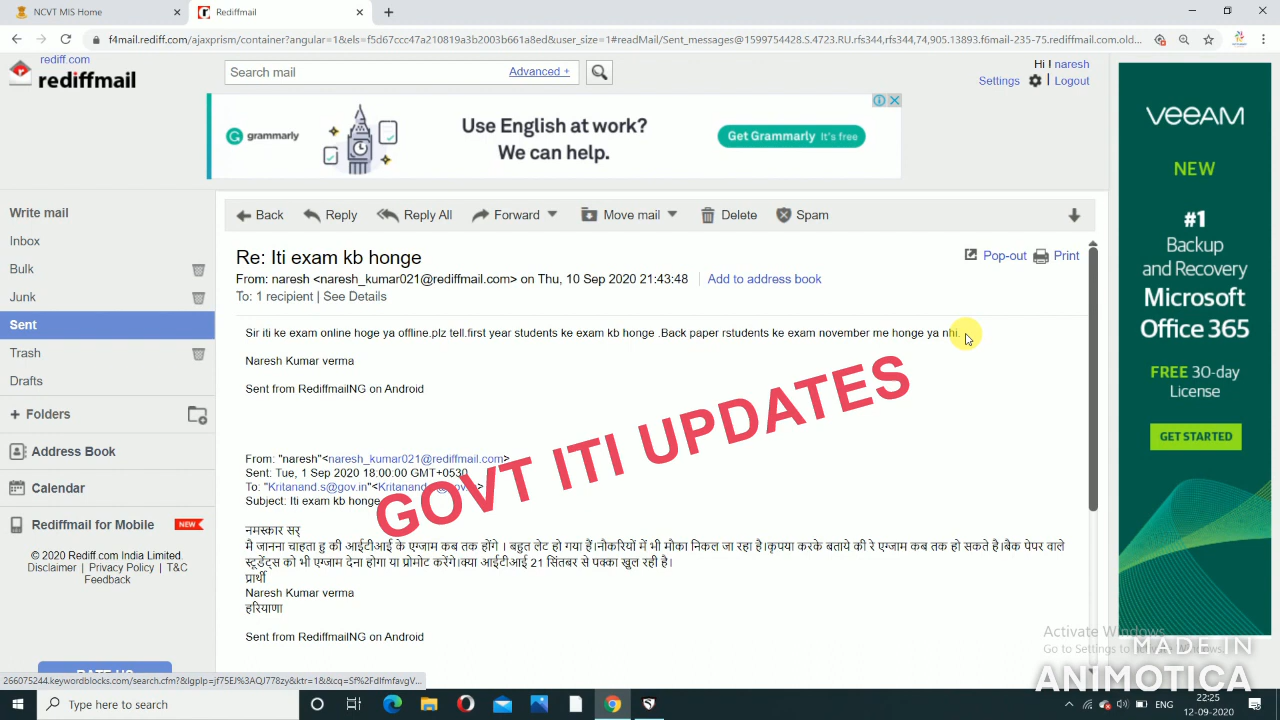 NCVT MIS Home
Rediffmail
f4mail.rediff.com/ajaxprism/container?angular=1&els=f5d67ccc47a210819a3b2003b661a8ed&user_size=1#readMail/Sent_messages@1599754428.S.4723.RU.rfs344,rfs344,74,905.13893.f6mail-235-75.rediffmail.com.old...
rediff.com
rediffmail
Search mail
Advanced +
Hi ! naresh
Settings | Logout
grammarly
Use English at work?
We can help.
Get Grammarly It's free
Write mail
Inbox
Bulk
Junk
Sent
Trash
Drafts
+ Folders
Address Book
Calendar
Rediffmail for Mobile NEW
© 2020 Rediff.com India Limited.
Disclaimer | Privacy Policy | T&C
Feedback
Back Reply Reply All Forward Move mail Delete Spam
Re: Iti exam kb honge
Pop-out Print
From: naresh <naresh_kumar021@rediffmail.com> on Thu, 10 Sep 2020 21:43:48 Add to address book
To: 1 recipient | See Details
Sir iti ke exam online hoge ya offline.plz tell.first year students ke exam kb honge .Back paper rstudents ke exam november me honge ya nhi.
Naresh Kumar verma
Sent from RediffmailNG on Android
GOVT ITI UPDATES
From: "naresh"<naresh_kumar021@rediffmail.com>
Sent: Tue, 1 Sep 2020 18:00:00 GMT+0530
To: "Kritanand.s@gov.in"
Subject: Iti exam kb honge
नमस्कार सर्
मै जानना चाहता हु की आईटीआई के एग्जाम कब तक होंगे । बहुत लेट हो गया हैं।नोकरियों में भी मोका निकल जा रहा है।कृपया करके बताये की रे एग्जाम कब तक हो सकते है।बैक पेपर वाले
स्टूडेंट्स को भी एग्जाम देना होगा या प्रोमोट करेंगे।क्या आईटीआई 21 सिंतबर से पक्का खुल रही है।
प्रार्थी
Naresh Kumar verma
हरियाणा
Sent from RediffmailNG on Android
VEEAM
NEW
#1
Backup
and Recovery
Microsoft
Office 365
FREE 30-day
License
GET STARTED
Activate Windows
Go to Settings to activate Windows.
MADE IN
ANIMOTICA
Type here to search
ENG
22:25
12-09-2020